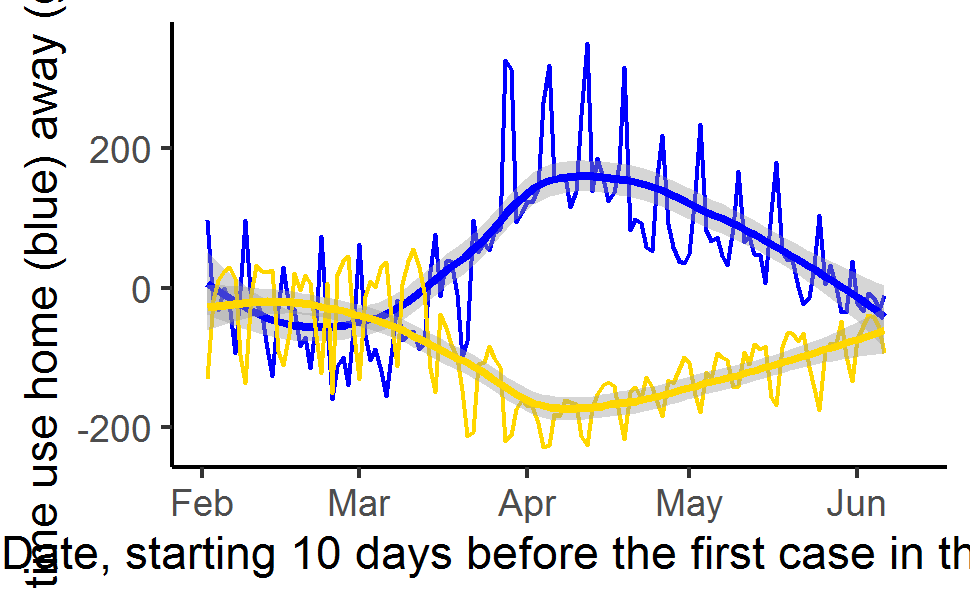 time use home (blue) away (
200
0
-200
Feb Mar Apr May Jun
Date, starting 10 days before the first case in th